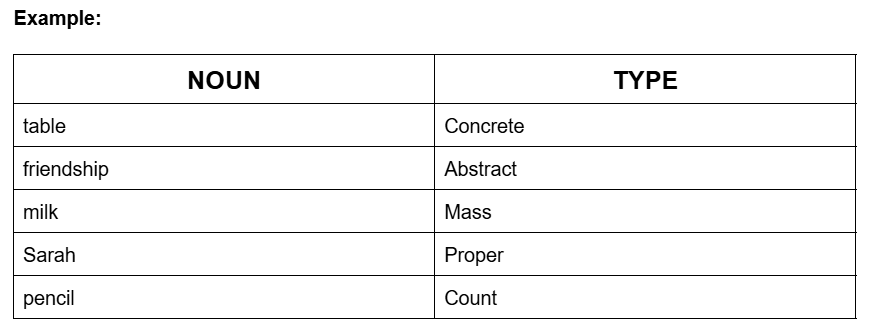 Example:
NOUN TYPE
table Concrete
friendship Abstract
milk Mass
Sarah Proper
pencil Count